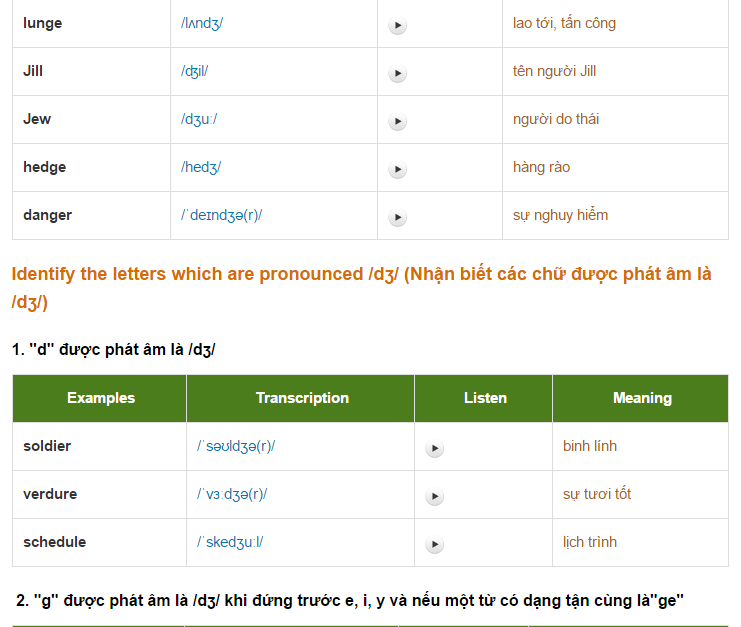 lunge /lʌndʒ/ lao tới, tấn công
Jill /ʤil/ tên người Jill
Jew /dʒuː/ người do thái
hedge /hedʒ/ hàng rào
danger /ˈdeɪndʒə(r)/ sự nghuy hiểm
Identify the letters which are pronounced /dʒ/ (Nhận biết các chữ được phát âm là
/dʒ/)
1. "d" được phát âm là /dʒ/
Examples Transcription Listen Meaning
soldier /ˈsəʊldʒə(r)/ binh lính
verdure /ˈvɜːdʒə(r)/ sự tươi tốt
schedule /ˈskedʒuːl/ lịch trình
2. "g" được phát âm là /dʒ/ khi đứng trước e, i, y và nếu một từ có dạng tận cùng là"ge"